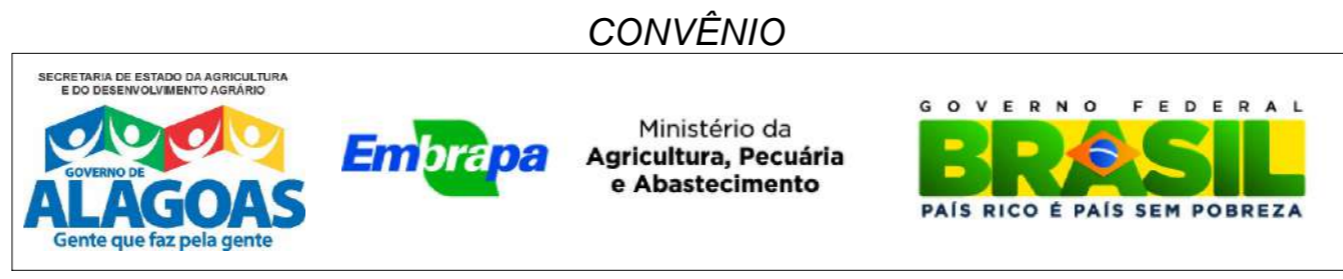 CONVÊNIO
SECRETARIA DE ESTADO DA AGRICULTURA
E DO DESENVOLVIMENTO AGRÁRIO
GOVERNO DE
ALAGOAS
Gente que faz pela gente
Embrapa
Ministério da
Agricultura, Pecuária
e Abastecimento
GOVERNO FEDERAL
BRASIL
PAÍS RICO É PAÍS SEM POBREZA